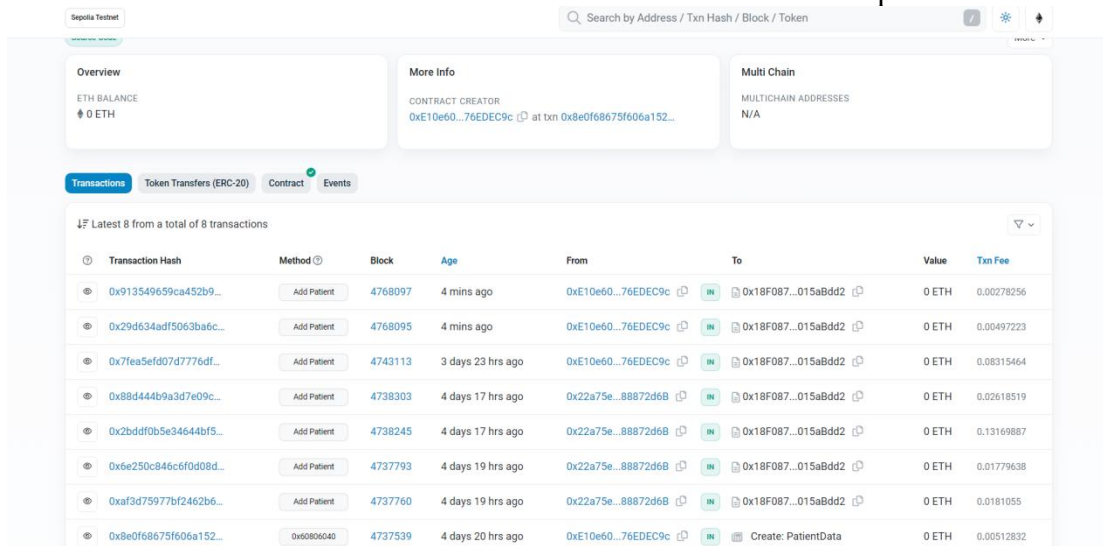 Sepolia Testnet
Search by Address / Txn Hash / Block / Token
/
Source Code
More
Overview
ETH BALANCE
0 ETH
More Info
CONTRACT CREATOR
0xE10e60...76EDEC9c at txn 0x8e0f68675f606a152...
Multi Chain
MULTICHAIN ADDRESSES
N/A
Transactions Token Transfers (ERC-20) Contract Events
Latest 8 from a total of 8 transactions
Transaction Hash Method Block Age From To Value Txn Fee
0x913549659ca452b9... Add Patient 4768097 4 mins ago 0xE10e60...76EDEC9c IN 0x18F087...015aBdd2 0 ETH 0.00278256
0x29d634adf5063ba6c... Add Patient 4768095 4 mins ago 0xE10e60...76EDEC9c IN 0x18F087...015aBdd2 0 ETH 0.00497223
0x7fea5efd07d7776df... Add Patient 4743113 3 days 23 hrs ago 0xE10e60...76EDEC9c IN 0x18F087...015aBdd2 0 ETH 0.08315464
0x88d444b9a3d7e09c... Add Patient 4738303 4 days 17 hrs ago 0x22a75e...88872d6B IN 0x18F087...015aBdd2 0 ETH 0.02618519
0x2bddf0b5e34644bf5... Add Patient 4738245 4 days 17 hrs ago 0x22a75e...88872d6B IN 0x18F087...015aBdd2 0 ETH 0.13169887
0x6e250c846c6f0d08d... Add Patient 4737793 4 days 19 hrs ago 0x22a75e...88872d6B IN 0x18F087...015aBdd2 0 ETH 0.01779638
0xaf3d75977bf2462b6... Add Patient 4737760 4 days 19 hrs ago 0x22a75e...88872d6B IN 0x18F087...015aBdd2 0 ETH 0.0181055
0x8e0f68675f606a152... 0x60806040 4737539 4 days 20 hrs ago 0xE10e60...76EDEC9c IN Create: PatientData 0 ETH 0.00512832